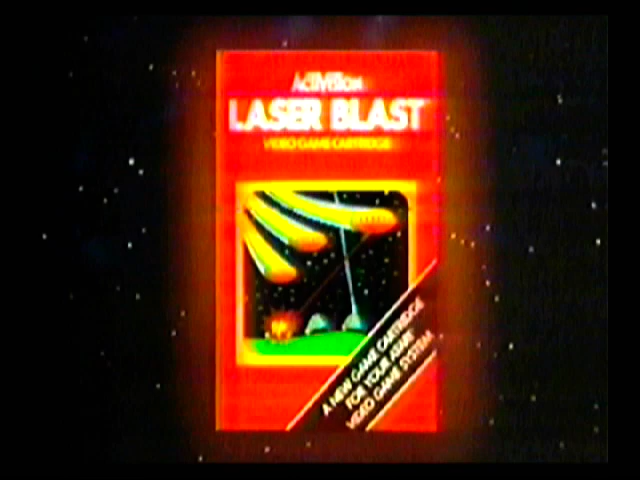 Activision
LASER BLAST
VIDEO GAME CARTRIDGE
A NEW GAME CARTRIDGE
FOR YOUR ATARI
VIDEO GAME SYSTEM